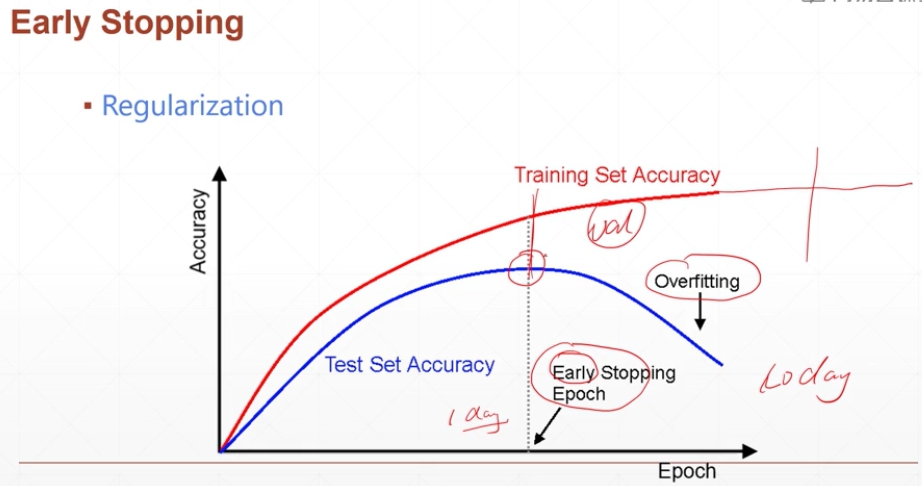 Early Stopping
▪ Regularization
Training Set Accuracy
val
Accuracy
Overfitting
Test Set Accuracy
Early Stopping
Epoch
1 day
10 day
Epoch